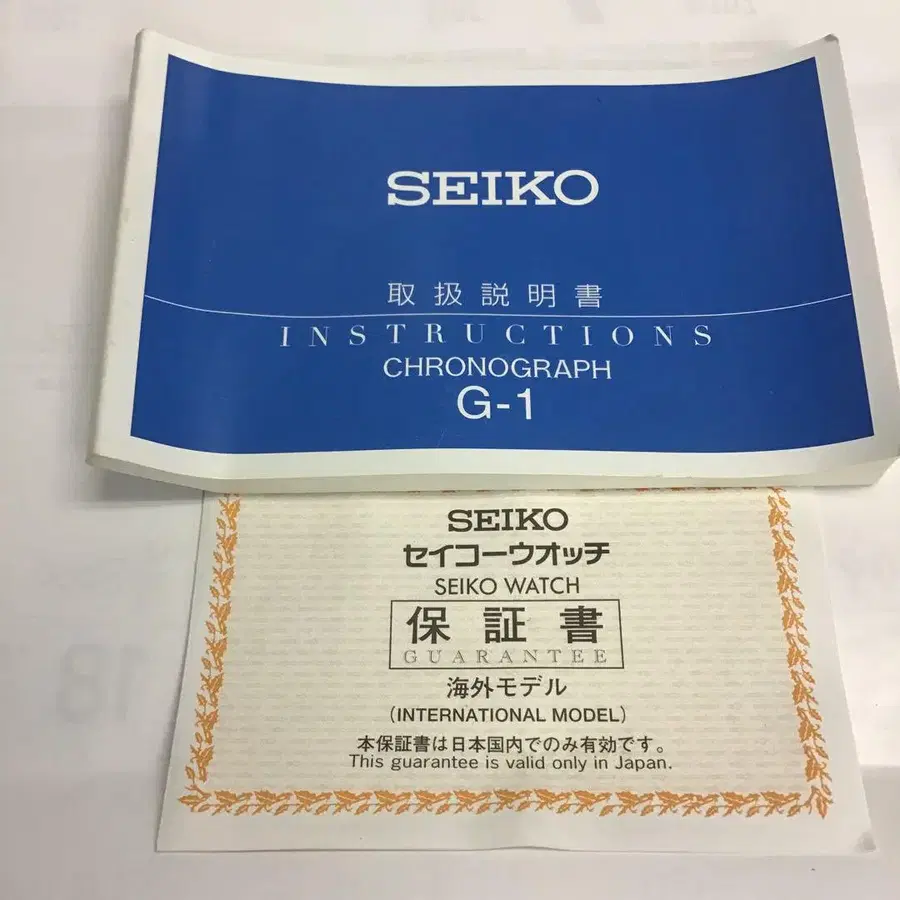 SEIKO
取扱説明書
INSTRUCTIONS
CHRONOGRAPH
G-1
SEIKO
セイコーウオッチ
SEIKO WATCH
保証書
GUARANTEE
海外モデル
(INTERNATIONAL MODEL)
本保証書は日本国内でのみ有効です。
This guarantee is valid only in Japan.